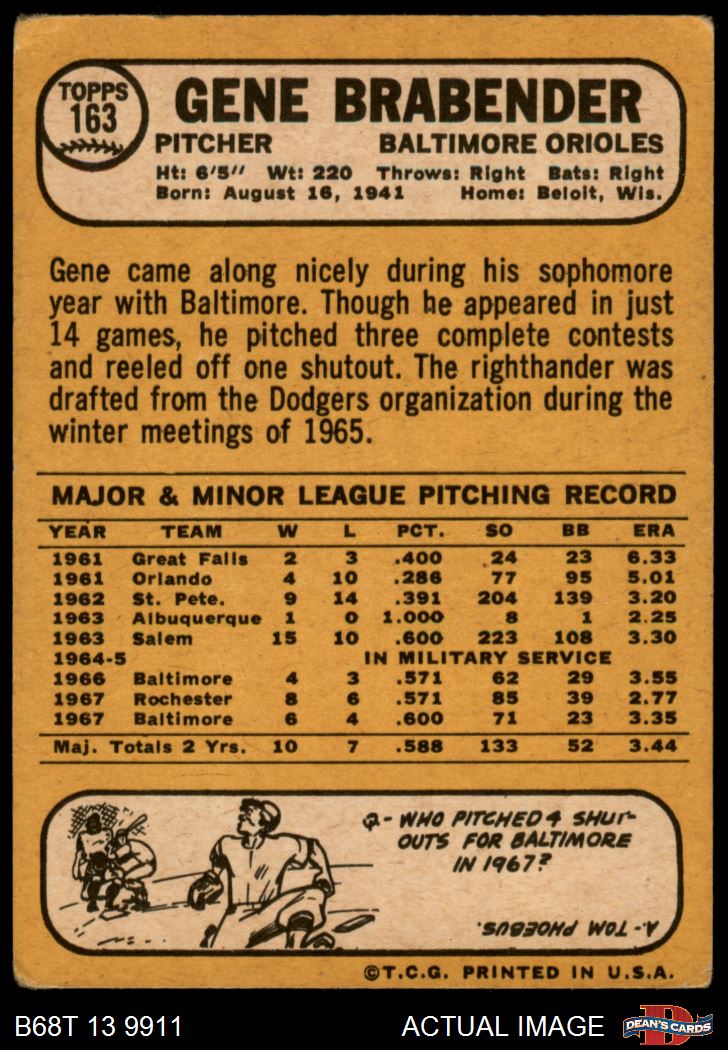 TOPPS
163
GENE BRABENDER
PITCHER BALTIMORE ORIOLES
Ht: 6'5" Wt: 220 Throws: Right Bats: Right
Born: August 16, 1941 Home: Beloit, Wis.
Gene came along nicely during his sophomore
year with Baltimore. Though he appeared in just
14 games, he pitched three complete contests
and reeled off one shutout. The righthander was
drafted from the Dodgers organization during the
winter meetings of 1965.
MAJOR & MINOR LEAGUE PITCHING RECORD
YEAR TEAM W L PCT. SO BB ERA
1961 Great Falls 2 3 .400 24 23 6.33
1961 Orlando 4 10 .286 77 95 5.01
1962 St. Pete. 9 14 .391 204 139 3.20
1963 Albuquerque 1 0 1.000 8 1 2.25
1963 Salem 15 10 .600 223 108 3.30
1964-5 IN MILITARY SERVICE
1966 Baltimore 4 3 .571 62 29 3.55
1967 Rochester 8 6 .571 85 39 2.77
1967 Baltimore 6 4 .600 71 23 3.35
Maj. Totals 2 Yrs. 10 7 .588 133 52 3.44
Q- WHO PITCHED 4 SHUT-
OUTS FOR BALTIMORE
IN 1967?
A- TOM PHOEBUS.
©T.C.G. PRINTED IN U.S.A.
B68T 13 9911 ACTUAL IMAGE
D
DEAN'S CARDS